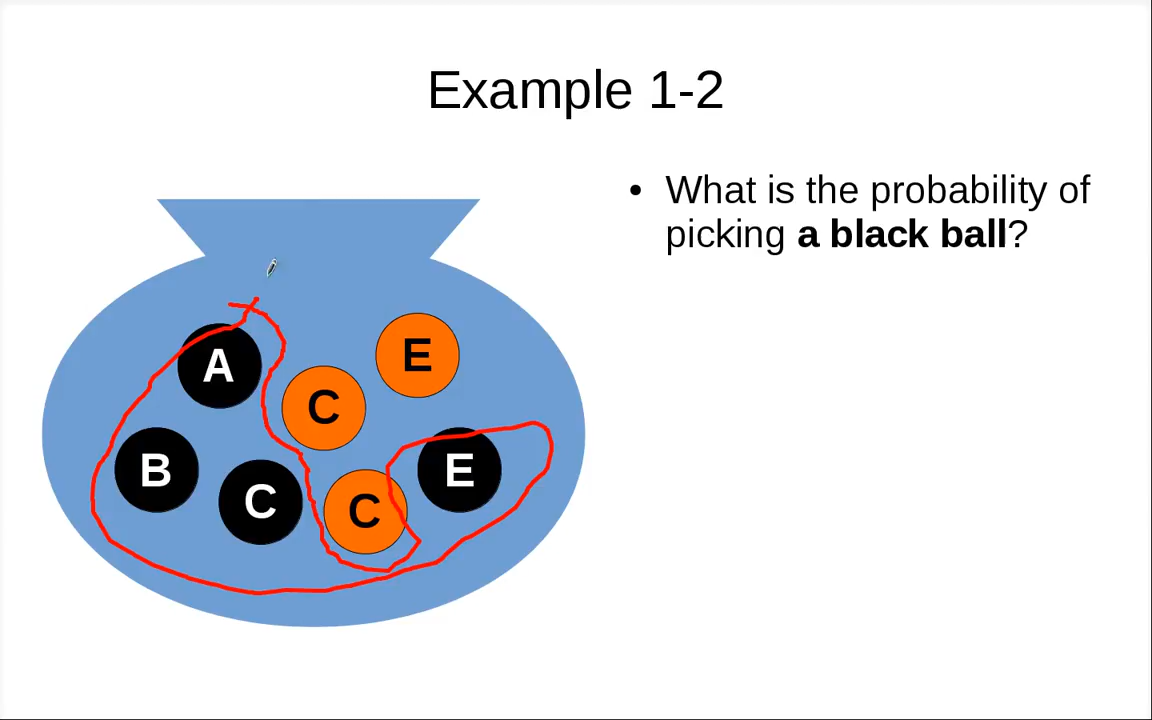 Example 1-2
• What is the probability of
picking a black ball?
E
A
C
B
E
C
C